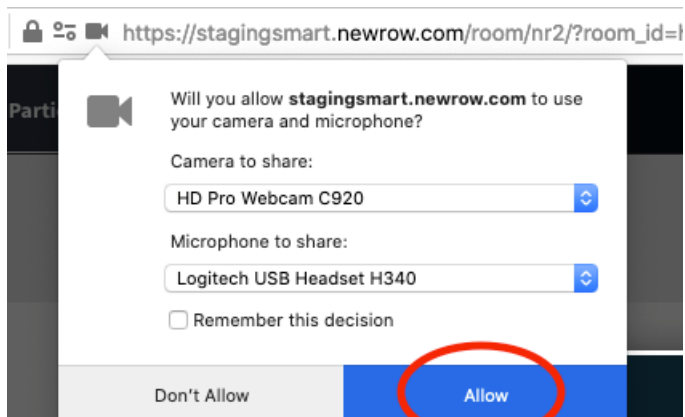 https://stagingsmart.newrow.com/room/nr2/?room_id=
Parti
Will you allow stagingsmart.newrow.com to use
your camera and microphone?
Camera to share:
HD Pro Webcam C920
Microphone to share:
Logitech USB Headset H340
Remember this decision
Don't Allow
Allow